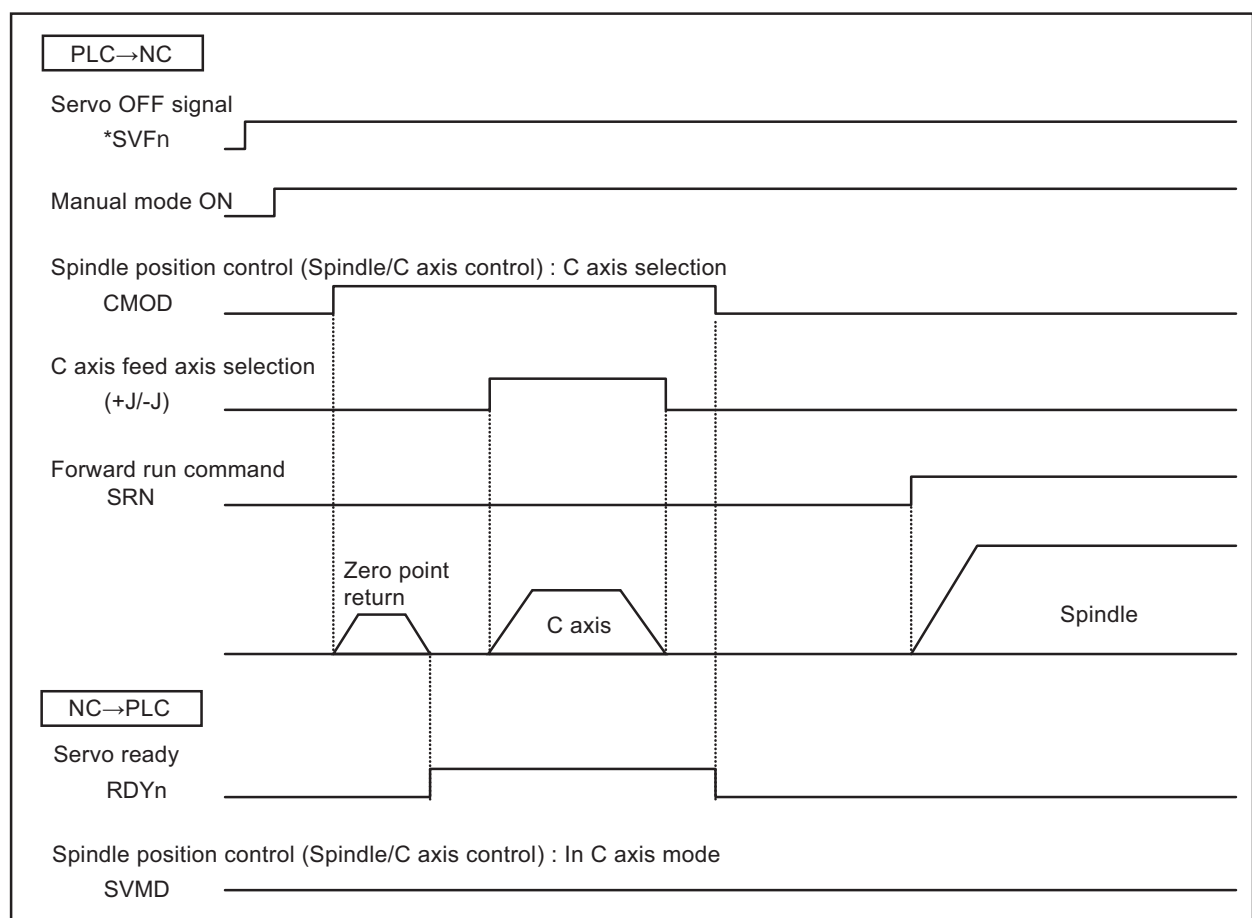 PLC→NC
Servo OFF signal
*SVFn
Manual mode ON
Spindle position control (Spindle/C axis control) : C axis selection
CMOD
C axis feed axis selection
(+J/-J)
Forward run command
SRN
Zero point
return
C axis
Spindle
NC→PLC
Servo ready
RDYn
Spindle position control (Spindle/C axis control) : In C axis mode
SVMD